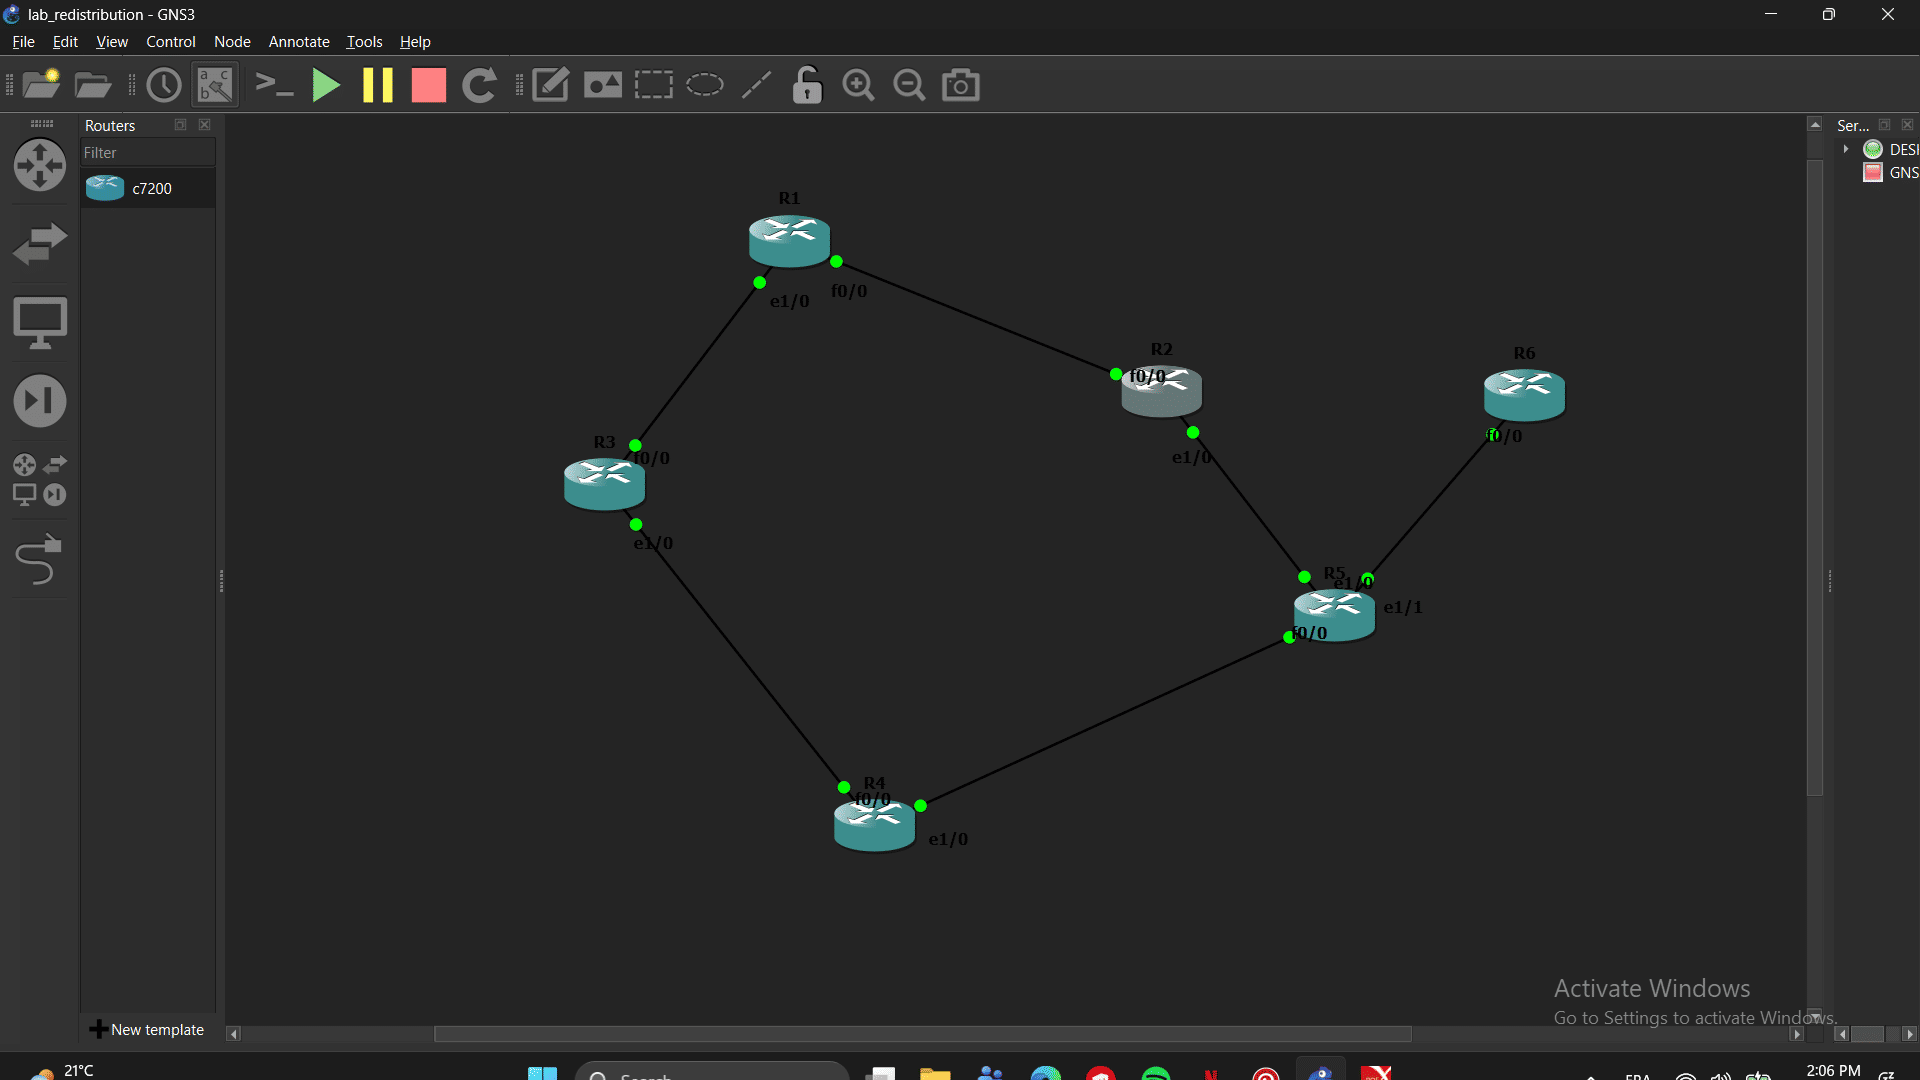 lab_redistribution - GNS3
File Edit View Control Node Annotate Tools Help
a c
b
Routers
Filter
c7200
New template
Ser...
DESI
GNS
R1
e1/0
f0/0
R2
f0/0
e1/0
R6
f0/0
R3
f0/0
e1/0
R5
e1/0
e1/1
f0/0
R4
f0/0
e1/0
Activate Windows
Go to Settings to activate Windows.
21°C
Search
N
FRA
2:06 PM